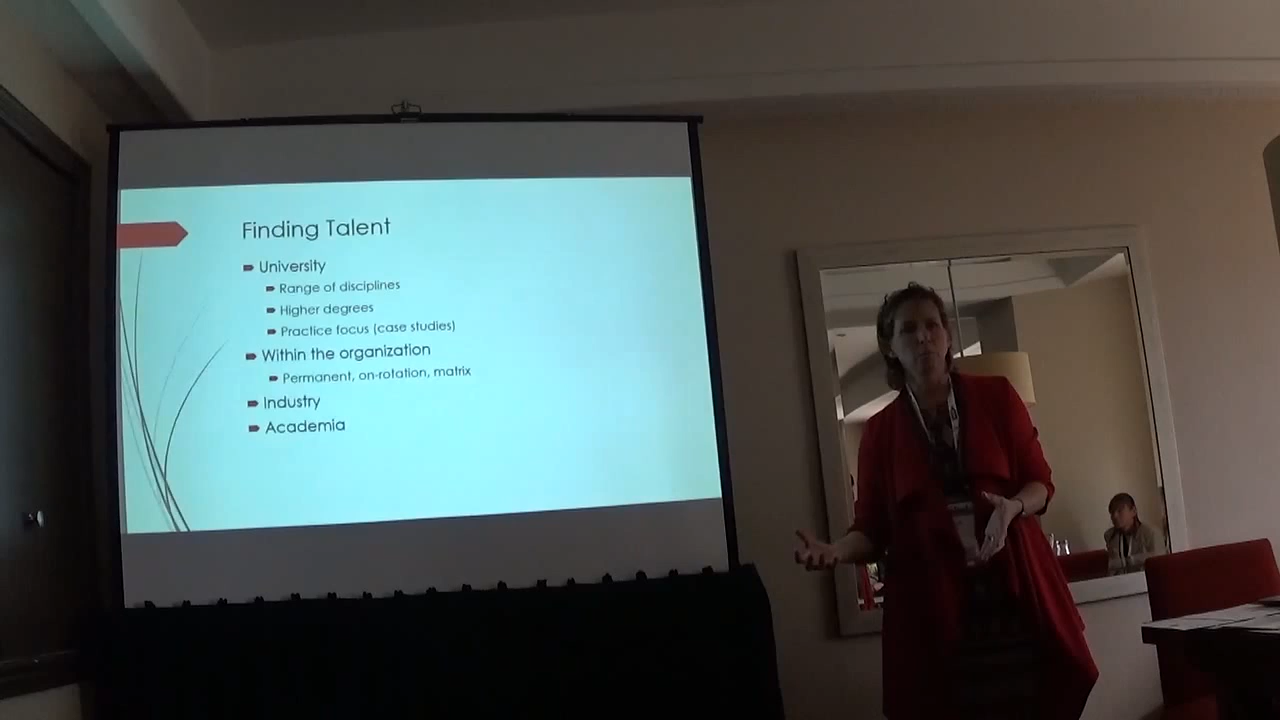 Finding Talent
University
Range of disciplines
Higher degrees
Practice focus (case studies)
Within the organization
Permanent, on-rotation, matrix
Industry
Academia